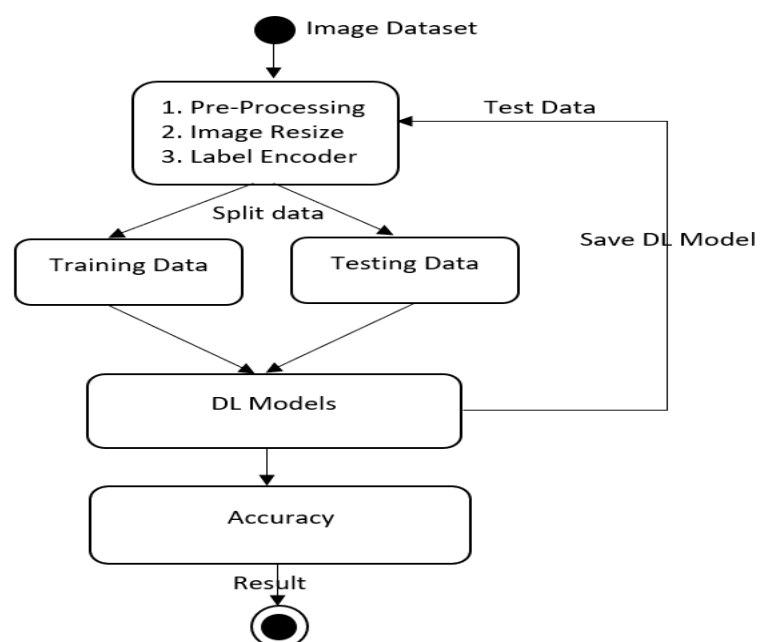 Image Dataset
1. Pre-Processing
2. Image Resize
3. Label Encoder
Test Data
Split data
Save DL Model
Training Data
Testing Data
DL Models
Accuracy
Result